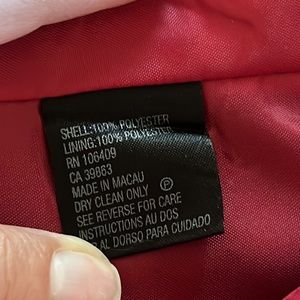 SHELL:100% POLYESTER
LINING:100% POLYESTER
RN 106409
CA 39863
MADE IN MACAU
DRY CLEAN ONLY Ⓟ
SEE REVERSE FOR CARE
INSTRUCTIONS AU DOS
AL DORSO PARA CUIDADO